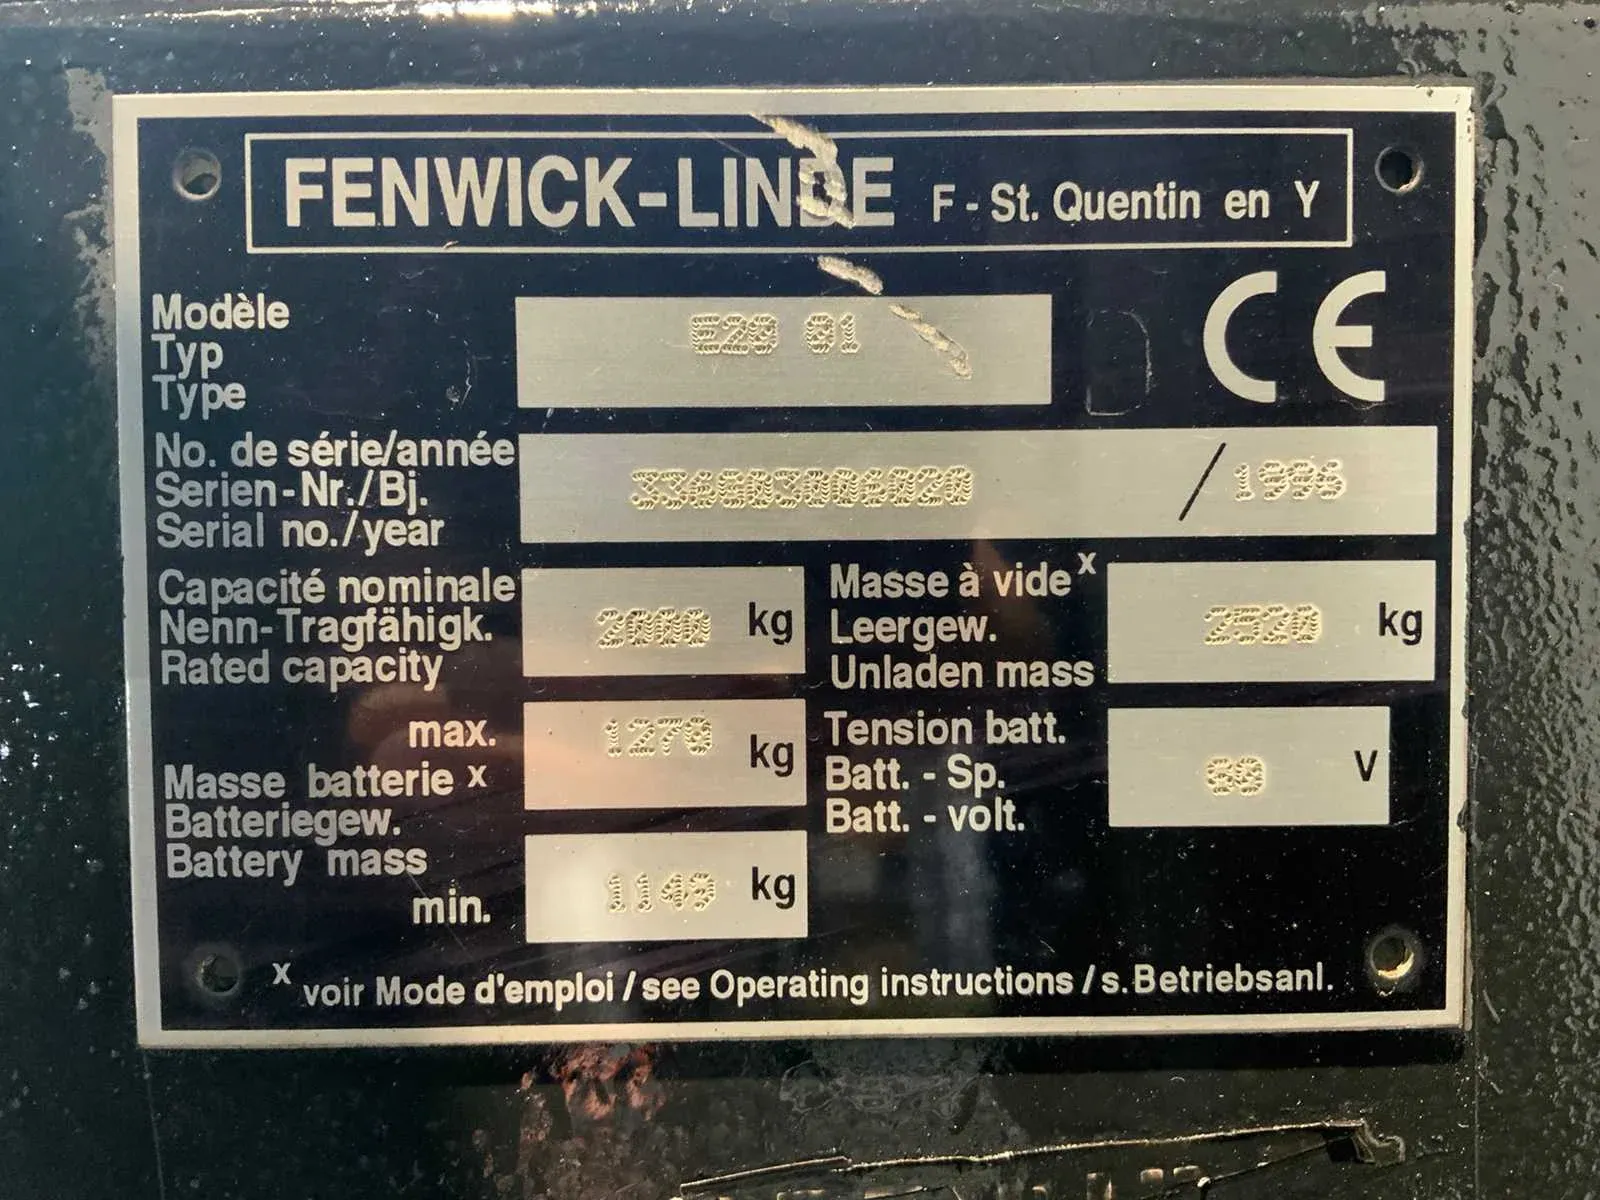 FENWICK-LINDE F - St. Quentin en Y
Modèle
Typ
Type
E20 01
CE
No. de série/année
Serien-Nr./Bj.
Serial no./year
/ 1996
Capacité nominale
Nenn-Tragfähigk.
Rated capacity
2000 kg
Masse à vide x
Leergew.
Unladen mass
2520 kg
max.
1270 kg
Masse batterie x
Batteriegew.
Battery mass
min.
1149 kg
Tension batt.
Batt. - Sp.
Batt. - volt.
80 V
x voir Mode d'emploi / see Operating instructions / s. Betriebsanl.